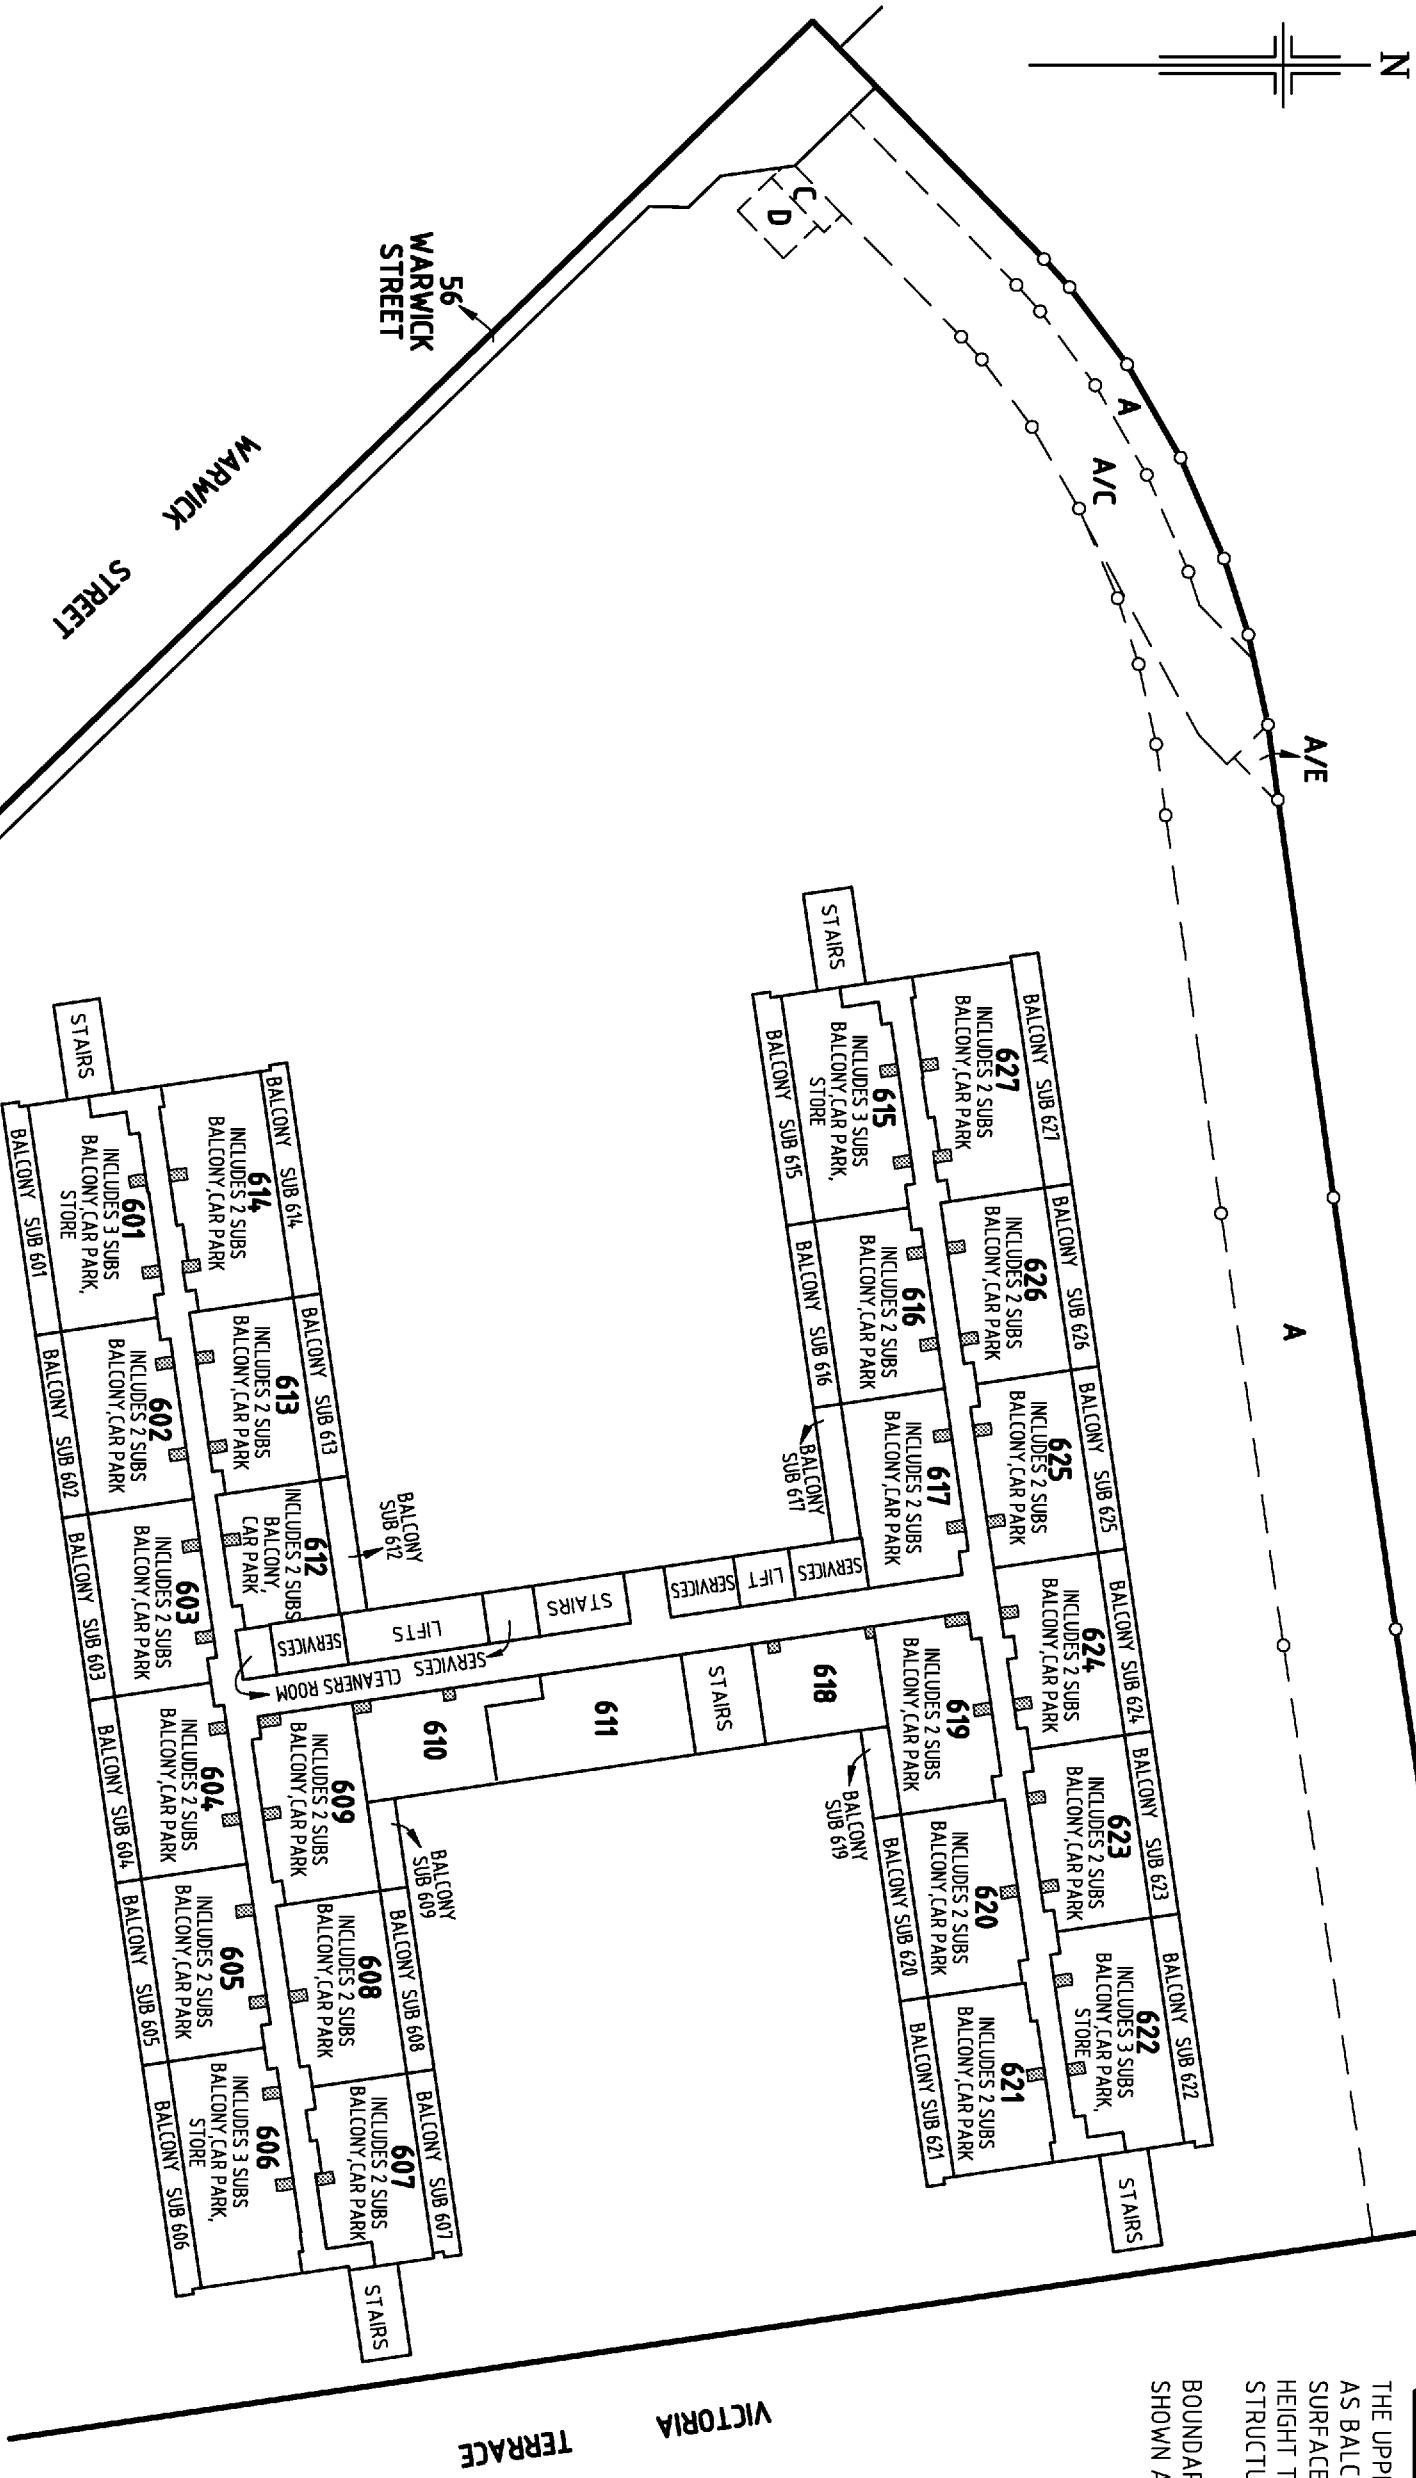 N
A
A/C
A/E
A
C
D
56
WARWICK
STREET
WARWICK STREET
STAIRS
BALCONY SUB 627
627
INCLUDES 2 SUBS
BALCONY,CAR PARK
BALCONY SUB 626
626
INCLUDES 2 SUBS
BALCONY,CAR PARK
BALCONY SUB 625
625
INCLUDES 2 SUBS
BALCONY,CAR PARK
BALCONY SUB 624
624
INCLUDES 2 SUBS
BALCONY,CAR PARK
BALCONY SUB 623
623
INCLUDES 2 SUBS
BALCONY,CAR PARK
BALCONY SUB 622
622
INCLUDES 3 SUBS
BALCONY,CAR PARK,
STORE
STAIRS
615
INCLUDES 3 SUBS
BALCONY,CAR PARK,
STORE
BALCONY SUB 615
616
INCLUDES 2 SUBS
BALCONY,CAR PARK
BALCONY SUB 616
617
INCLUDES 2 SUBS
BALCONY,CAR PARK
BALCONY
SUB 617
619
INCLUDES 2 SUBS
BALCONY,CAR PARK
BALCONY
SUB 619
620
INCLUDES 2 SUBS
BALCONY,CAR PARK
BALCONY SUB 620
621
INCLUDES 2 SUBS
BALCONY,CAR PARK
BALCONY SUB 621
SERVICES
LIFT
SERVICES
STAIRS
LIFTS
SERVICES
SERVICES CLEANERS ROOM
618
STAIRS
611
610
STAIRS
BALCONY SUB 614
614
INCLUDES 2 SUBS
BALCONY,CAR PARK
BALCONY SUB 613
613
INCLUDES 2 SUBS
BALCONY,CAR PARK
BALCONY
SUB 612
612
INCLUDES 2 SUBS
BALCONY,
CAR PARK
BALCONY
SUB 609
609
INCLUDES 2 SUBS
BALCONY,CAR PARK
BALCONY SUB 608
608
INCLUDES 2 SUBS
BALCONY,CAR PARK
BALCONY SUB 607
607
INCLUDES 2 SUBS
BALCONY,CAR PARK
STAIRS
601
INCLUDES 3 SUBS
BALCONY,CAR PARK,
STORE
BALCONY SUB 601
602
INCLUDES 2 SUBS
BALCONY,CAR PARK
BALCONY SUB 602
603
INCLUDES 2 SUBS
BALCONY,CAR PARK
BALCONY SUB 603
604
INCLUDES 2 SUBS
BALCONY,CAR PARK
BALCONY SUB 604
605
INCLUDES 2 SUBS
BALCONY,CAR PARK
BALCONY SUB 605
606
INCLUDES 3 SUBS
BALCONY,CAR PARK,
STORE
BALCONY SUB 606
VICTORIA TERRACE
THE UPP
AS BALC
SURFACE
HEIGHT T
STRUCTU
BOUNDAR
SHOWN A